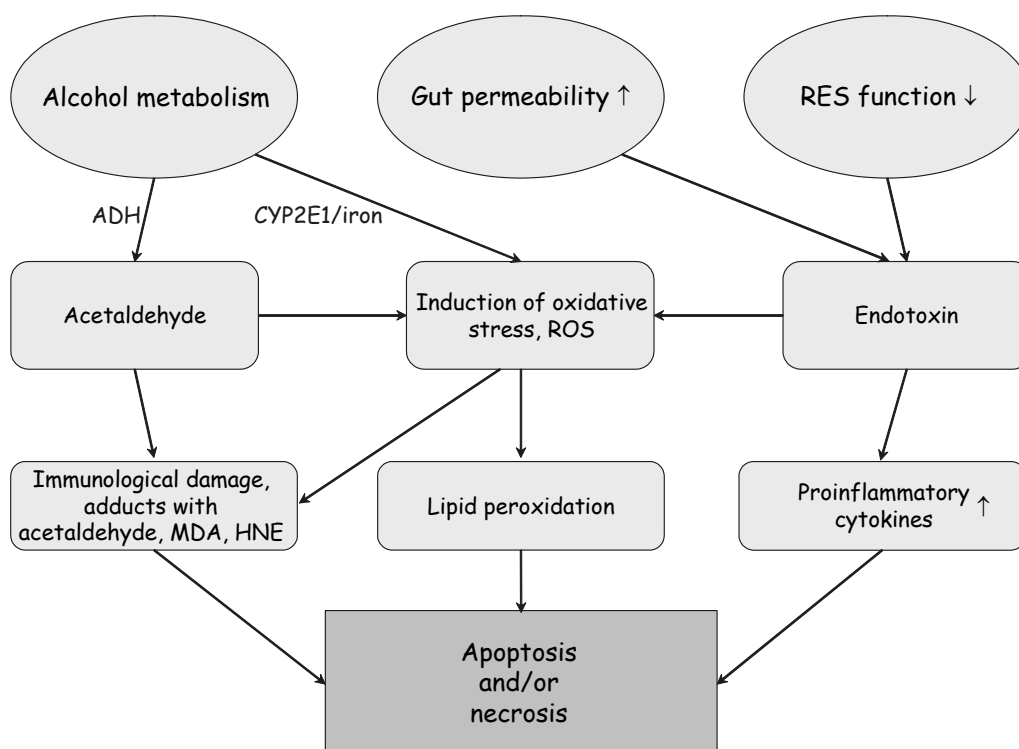 Alcohol metabolism
Gut permeability ↑
RES function ↓
ADH
CYP2E1/iron
Acetaldehyde
Induction of oxidative
stress, ROS
Endotoxin
Immunological damage,
adducts with
acetaldehyde, MDA, HNE
Lipid peroxidation
Proinflammatory
cytokines ↑
Apoptosis
and/or
necrosis